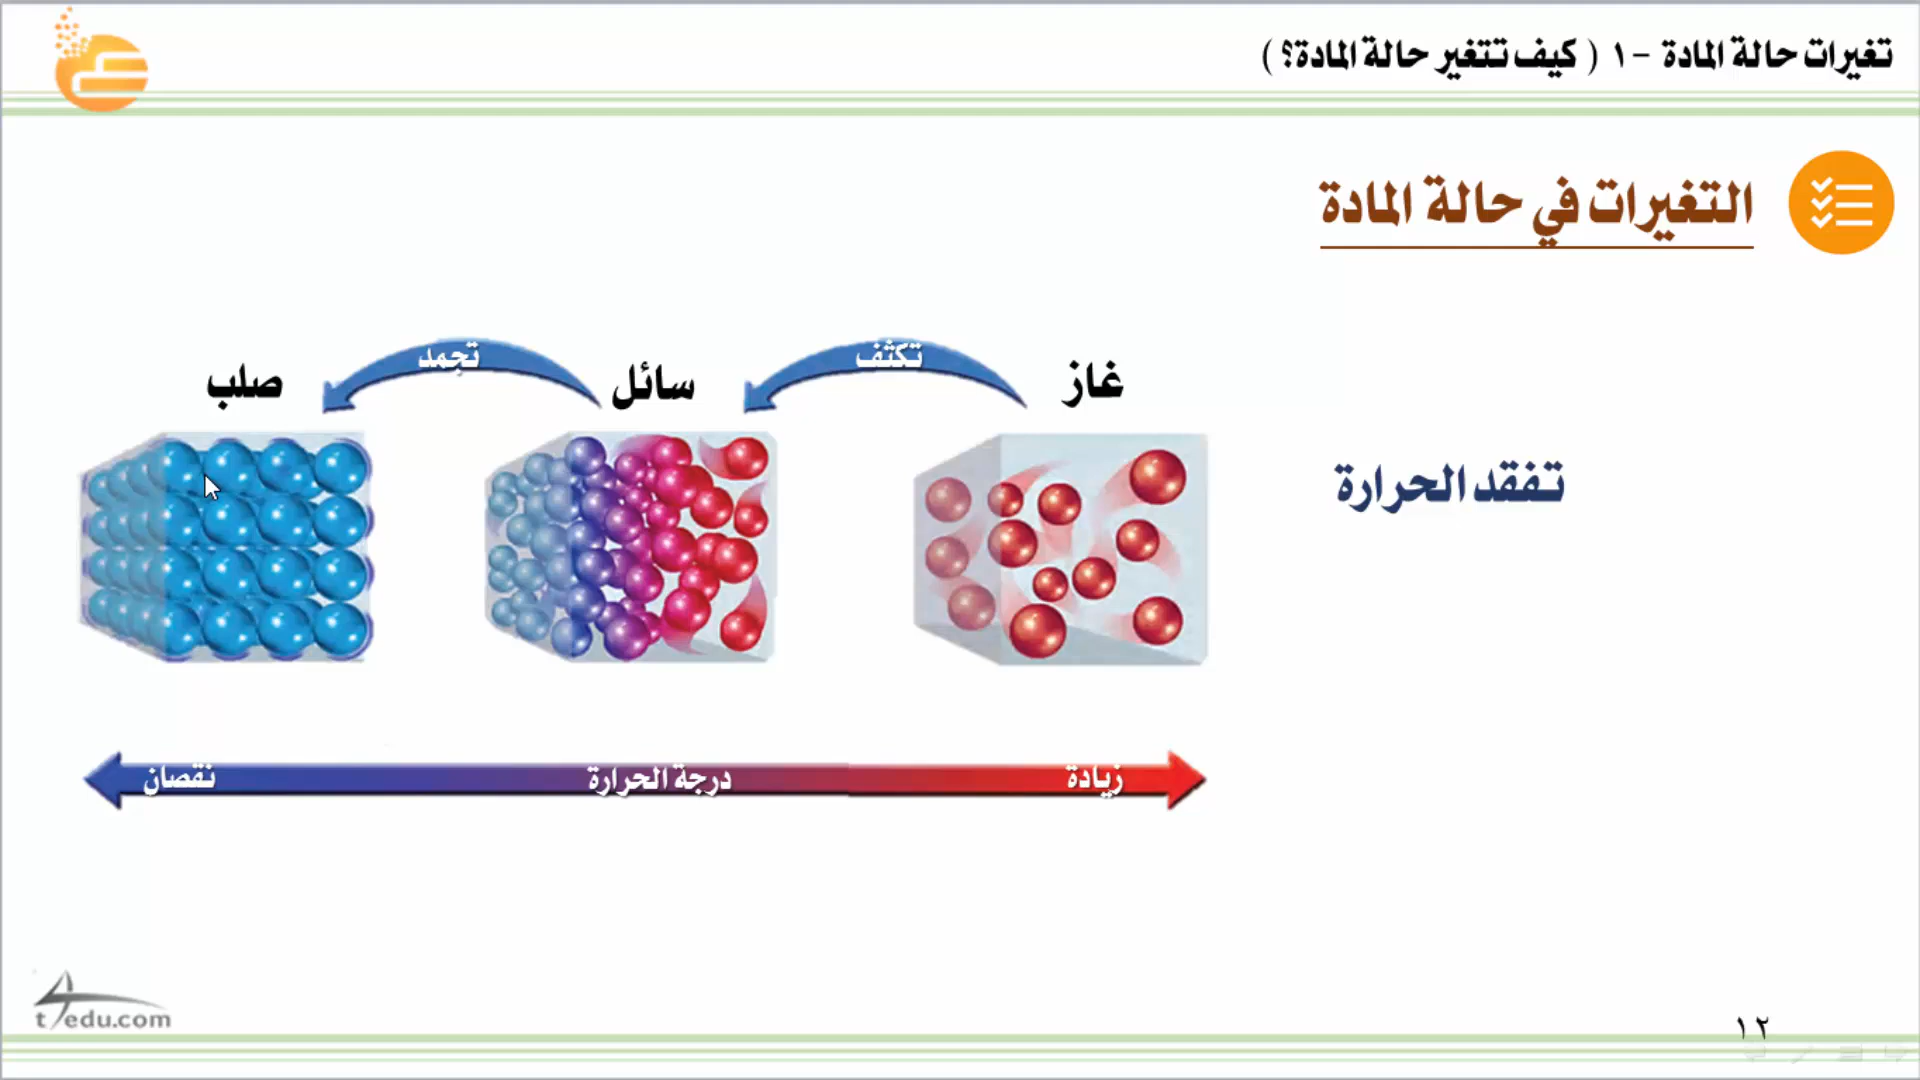 تغيرات حالة المادة - ١ ( كيف تتغير حالة المادة؟ )
التغيرات في حالة المادة
غاز
تكثف
سائل
تجمد
صلب
تفقد الحرارة
زيادة
درجة الحرارة
نقصان
t4edu.com
١٢